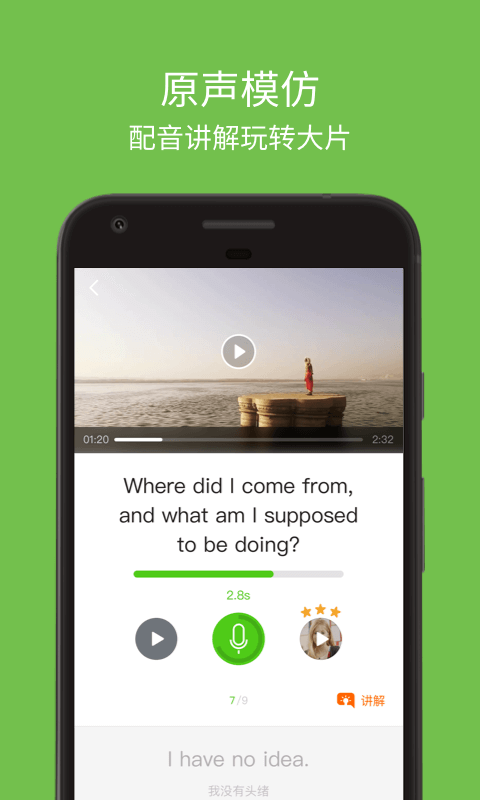 原声模仿
配音讲解玩转大片
01:20
2:32
Where did I come from,
and what am I supposed
to be doing?
2.8s
7/9
讲解
I have no idea.
我没有头绪